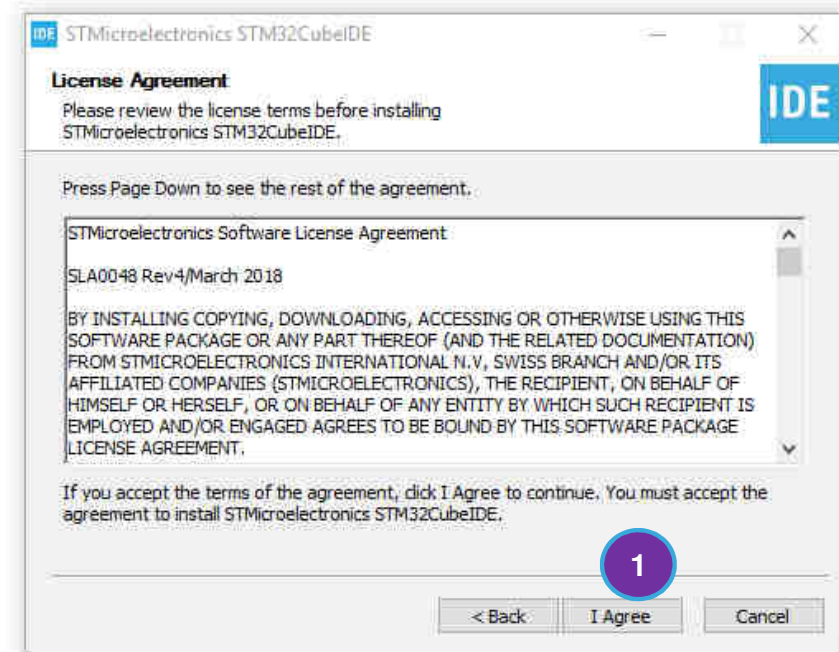 IDE STMicroelectronics STM32CubeIDE
License Agreement
Please review the license terms before installing
STMicroelectronics STM32CubeIDE.
IDE
Press Page Down to see the rest of the agreement.
STMicroelectronics Software License Agreement
SLA0048 Rev4/March 2018
BY INSTALLING COPYING, DOWNLOADING, ACCESSING OR OTHERWISE USING THIS
SOFTWARE PACKAGE OR ANY PART THEREOF (AND THE RELATED DOCUMENTATION)
FROM STMICROELECTRONICS INTERNATIONAL N.V, SWISS BRANCH AND/OR ITS
AFFILIATED COMPANIES (STMICROELECTRONICS), THE RECIPIENT, ON BEHALF OF
HIMSELF OR HERSELF, OR ON BEHALF OF ANY ENTITY BY WHICH SUCH RECIPIENT IS
EMPLOYED AND/OR ENGAGED AGREES TO BE BOUND BY THIS SOFTWARE PACKAGE
LICENSE AGREEMENT.
If you accept the terms of the agreement, click I Agree to continue. You must accept the
agreement to install STMicroelectronics STM32CubeIDE.
1
< Back I Agree Cancel